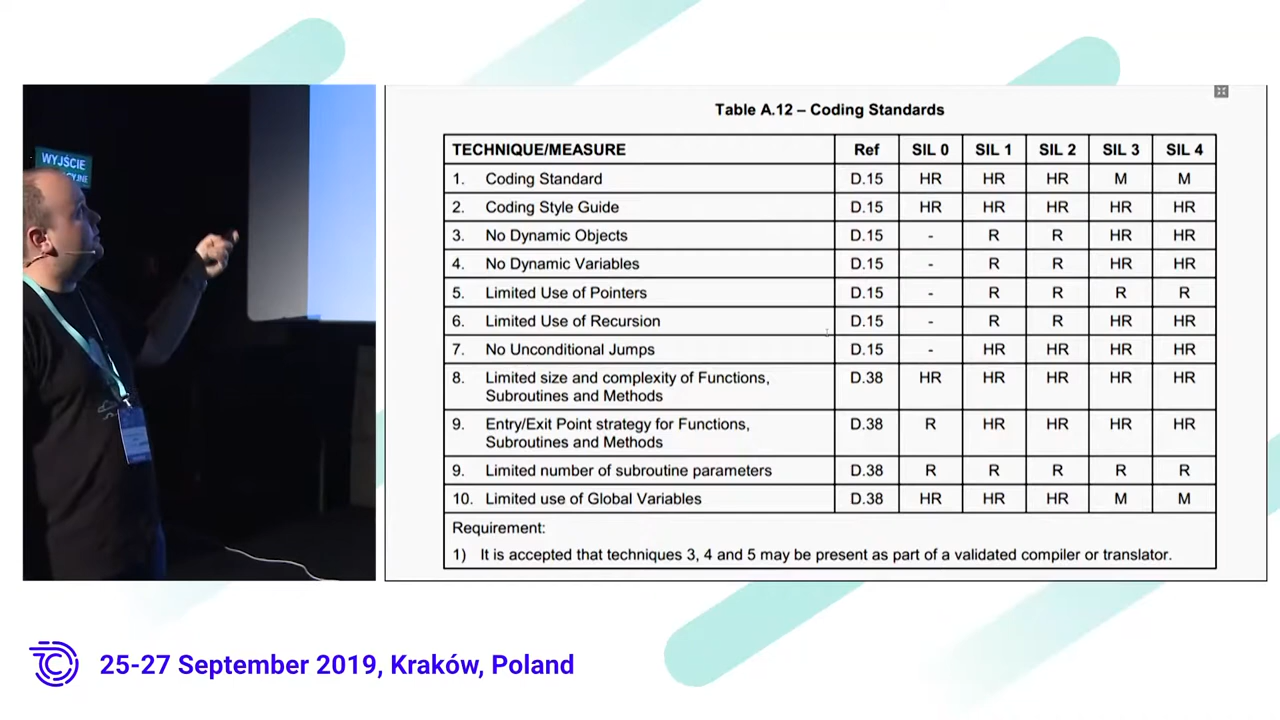 WYJŚCIE
Table A.12 – Coding Standards
TECHNIQUE/MEASURE Ref SIL 0 SIL 1 SIL 2 SIL 3 SIL 4
1. Coding Standard D.15 HR HR HR M M
2. Coding Style Guide D.15 HR HR HR HR HR
3. No Dynamic Objects D.15 - R R HR HR
4. No Dynamic Variables D.15 - R R HR HR
5. Limited Use of Pointers D.15 - R R R R
6. Limited Use of Recursion D.15 - R R HR HR
7. No Unconditional Jumps D.15 - HR HR HR HR
8. Limited size and complexity of Functions, D.38 HR HR HR HR HR
Subroutines and Methods
9. Entry/Exit Point strategy for Functions, D.38 R HR HR HR HR
Subroutines and Methods
9. Limited number of subroutine parameters D.38 R R R R R
10. Limited use of Global Variables D.38 HR HR HR M M
Requirement:
1) It is accepted that techniques 3, 4 and 5 may be present as part of a validated compiler or translator.
25-27 September 2019, Kraków, Poland